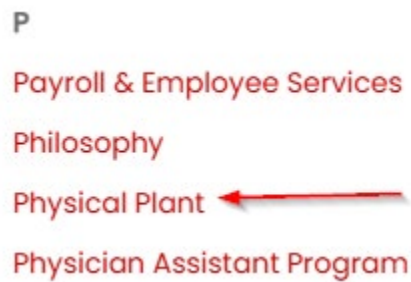 P
Payroll & Employee Services
Philosophy
Physical Plant
Physician Assistant Program